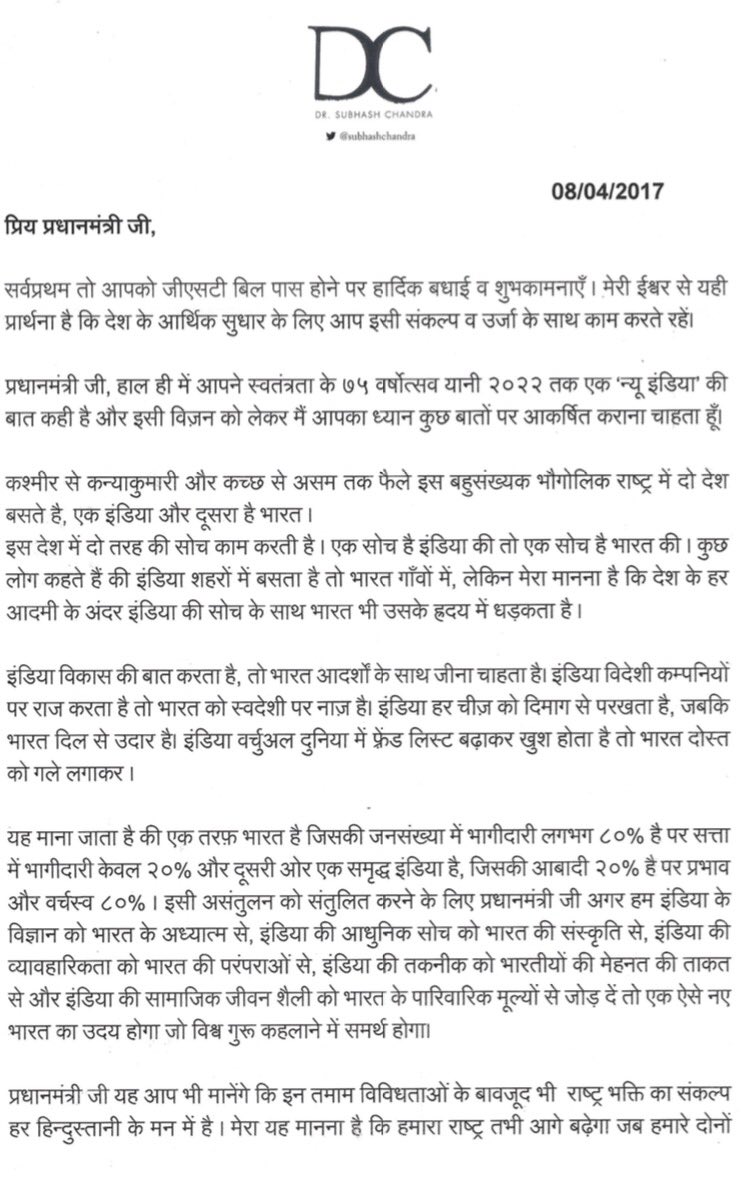 DC
DR. SUBHASH CHANDRA
@subhashchandra
08/04/2017
प्रिय प्रधानमंत्री जी,
सर्वप्रथम तो आपको जीएसटी बिल पास होने पर हार्दिक बधाई व शुभकामनाएँ । मेरी ईश्वर से यही
प्रार्थना है कि देश के आर्थिक सुधार के लिए आप इसी संकल्प व उर्जा के साथ काम करते रहें।
प्रधानमंत्री जी, हाल ही में आपने स्वतंत्रता के ७५ वर्षोत्सव यानी २०२२ तक एक ‘न्यू इंडिया’ की
बात कही है और इसी विज़न को लेकर मैं आपका ध्यान कुछ बातों पर आकर्षित कराना चाहता हूँ।
कश्मीर से कन्याकुमारी और कच्छ से असम तक फैले इस बहुसंख्यक भौगोलिक राष्ट्र में दो देश
बसते है, एक इंडिया और दूसरा है भारत ।
इस देश में दो तरह की सोच काम करती है । एक सोच है इंडिया की तो एक सोच है भारत की । कुछ
लोग कहते हैं की इंडिया शहरों में बसता है तो भारत गाँवों में, लेकिन मेरा मानना है कि देश के हर
आदमी के अंदर इंडिया की सोच के साथ भारत भी उसके ह्रदय में धड़कता है ।
इंडिया विकास की बात करता है, तो भारत आदर्शों के साथ जीना चाहता है। इंडिया विदेशी कम्पनियों
पर राज करता है तो भारत को स्वदेशी पर नाज़ है। इंडिया हर चीज़ को दिमाग से परखता है, जबकि
भारत दिल से उदार है। इंडिया वर्चुअल दुनिया में फ़्रेंड लिस्ट बढ़ाकर खुश होता है तो भारत दोस्त
को गले लगाकर ।
यह माना जाता है की एक तरफ़ भारत है जिसकी जनसंख्या में भागीदारी लगभग ८०% है पर सत्ता
में भागीदारी केवल २०% और दूसरी ओर एक समृद्ध इंडिया है, जिसकी आबादी २०% है पर प्रभाव
और वर्चस्व ८०% । इसी असंतुलन को संतुलित करने के लिए प्रधानमंत्री जी अगर हम इंडिया के
विज्ञान को भारत के अध्यात्म से, इंडिया की आधुनिक सोच को भारत की संस्कृति से, इंडिया की
व्यावहारिकता को भारत की परंपराओं से, इंडिया की तकनीक को भारतीयों की मेहनत की ताकत
से और इंडिया की सामाजिक जीवन शैली को भारत के पारिवारिक मूल्यों से जोड़ दें तो एक ऐसे नए
भारत का उदय होगा जो विश्व गुरू कहलाने में समर्थ होगा।
प्रधानमंत्री जी यह आप भी मानेंगे कि इन तमाम विविधताओं के बावजूद भी राष्ट्र भक्ति का संकल्प
हर हिन्दुस्तानी के मन में है । मेरा यह मानना है कि हमारा राष्ट्र तभी आगे बढ़ेगा जब हमारे दोनों